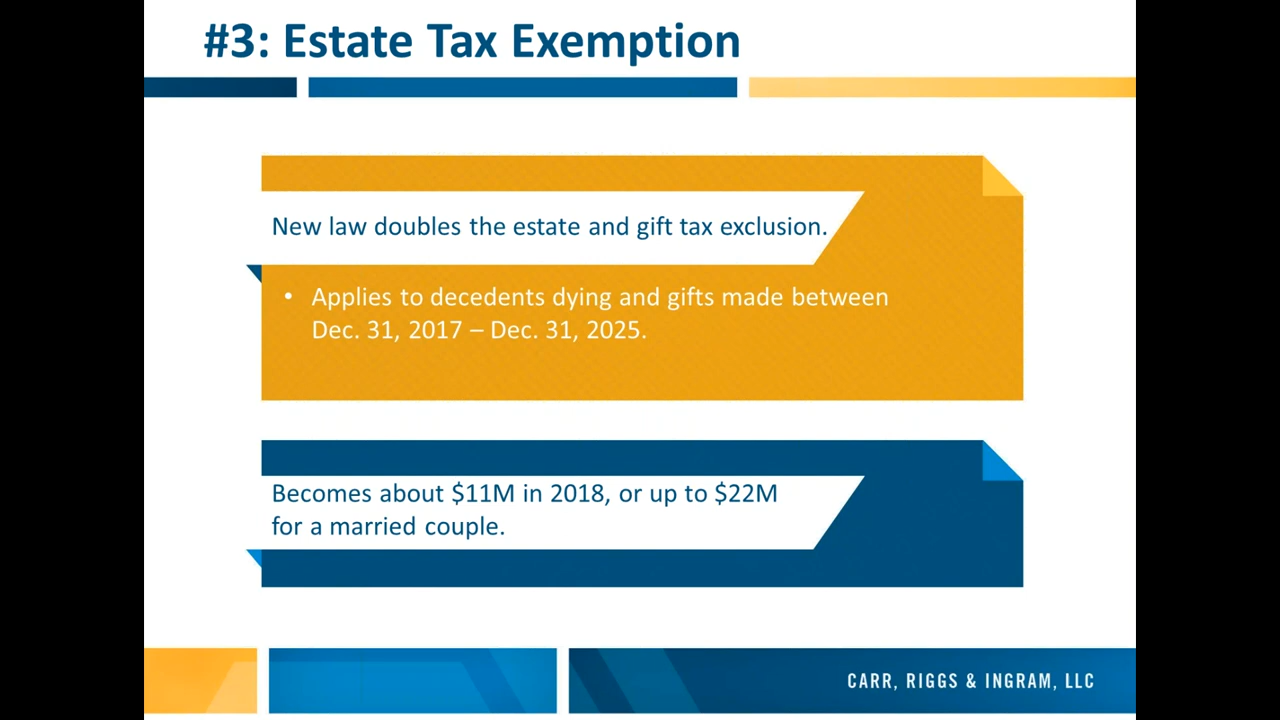 #3: Estate Tax Exemption
New law doubles the estate and gift tax exclusion.
• Applies to decedents dying and gifts made between
Dec. 31, 2017 – Dec. 31, 2025.
Becomes about $11M in 2018, or up to $22M
for a married couple.
CARR, RIGGS & INGRAM, LLC